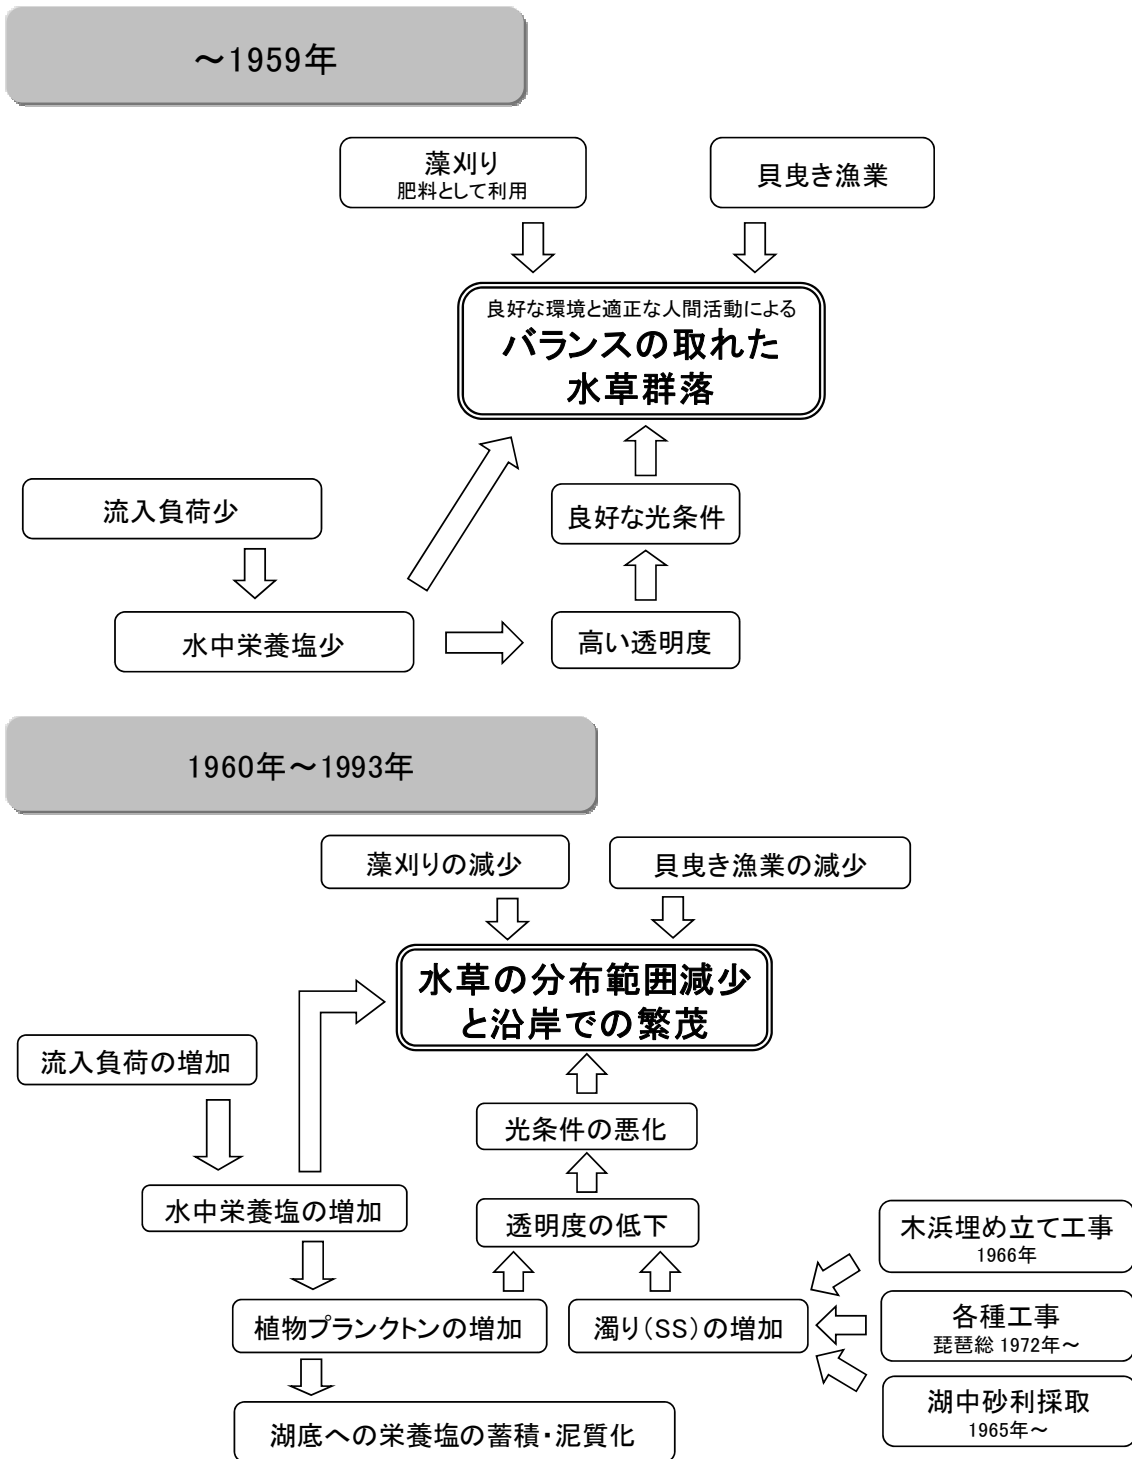 ～1959年
藻刈り
肥料として利用
貝曳き漁業
良好な環境と適正な人間活動による
バランスの取れた
水草群落
流入負荷少
良好な光条件
水中栄養塩少
高い透明度
1960年～1993年
藻刈りの減少
貝曳き漁業の減少
水草の分布範囲減少
と沿岸での繁茂
流入負荷の増加
光条件の悪化
水中栄養塩の増加
透明度の低下
木浜埋め立て工事
1966年
植物プランクトンの増加
濁り(SS)の増加
各種工事
琵琶総 1972年～
湖中砂利採取
1965年～
湖底への栄養塩の蓄積・泥質化